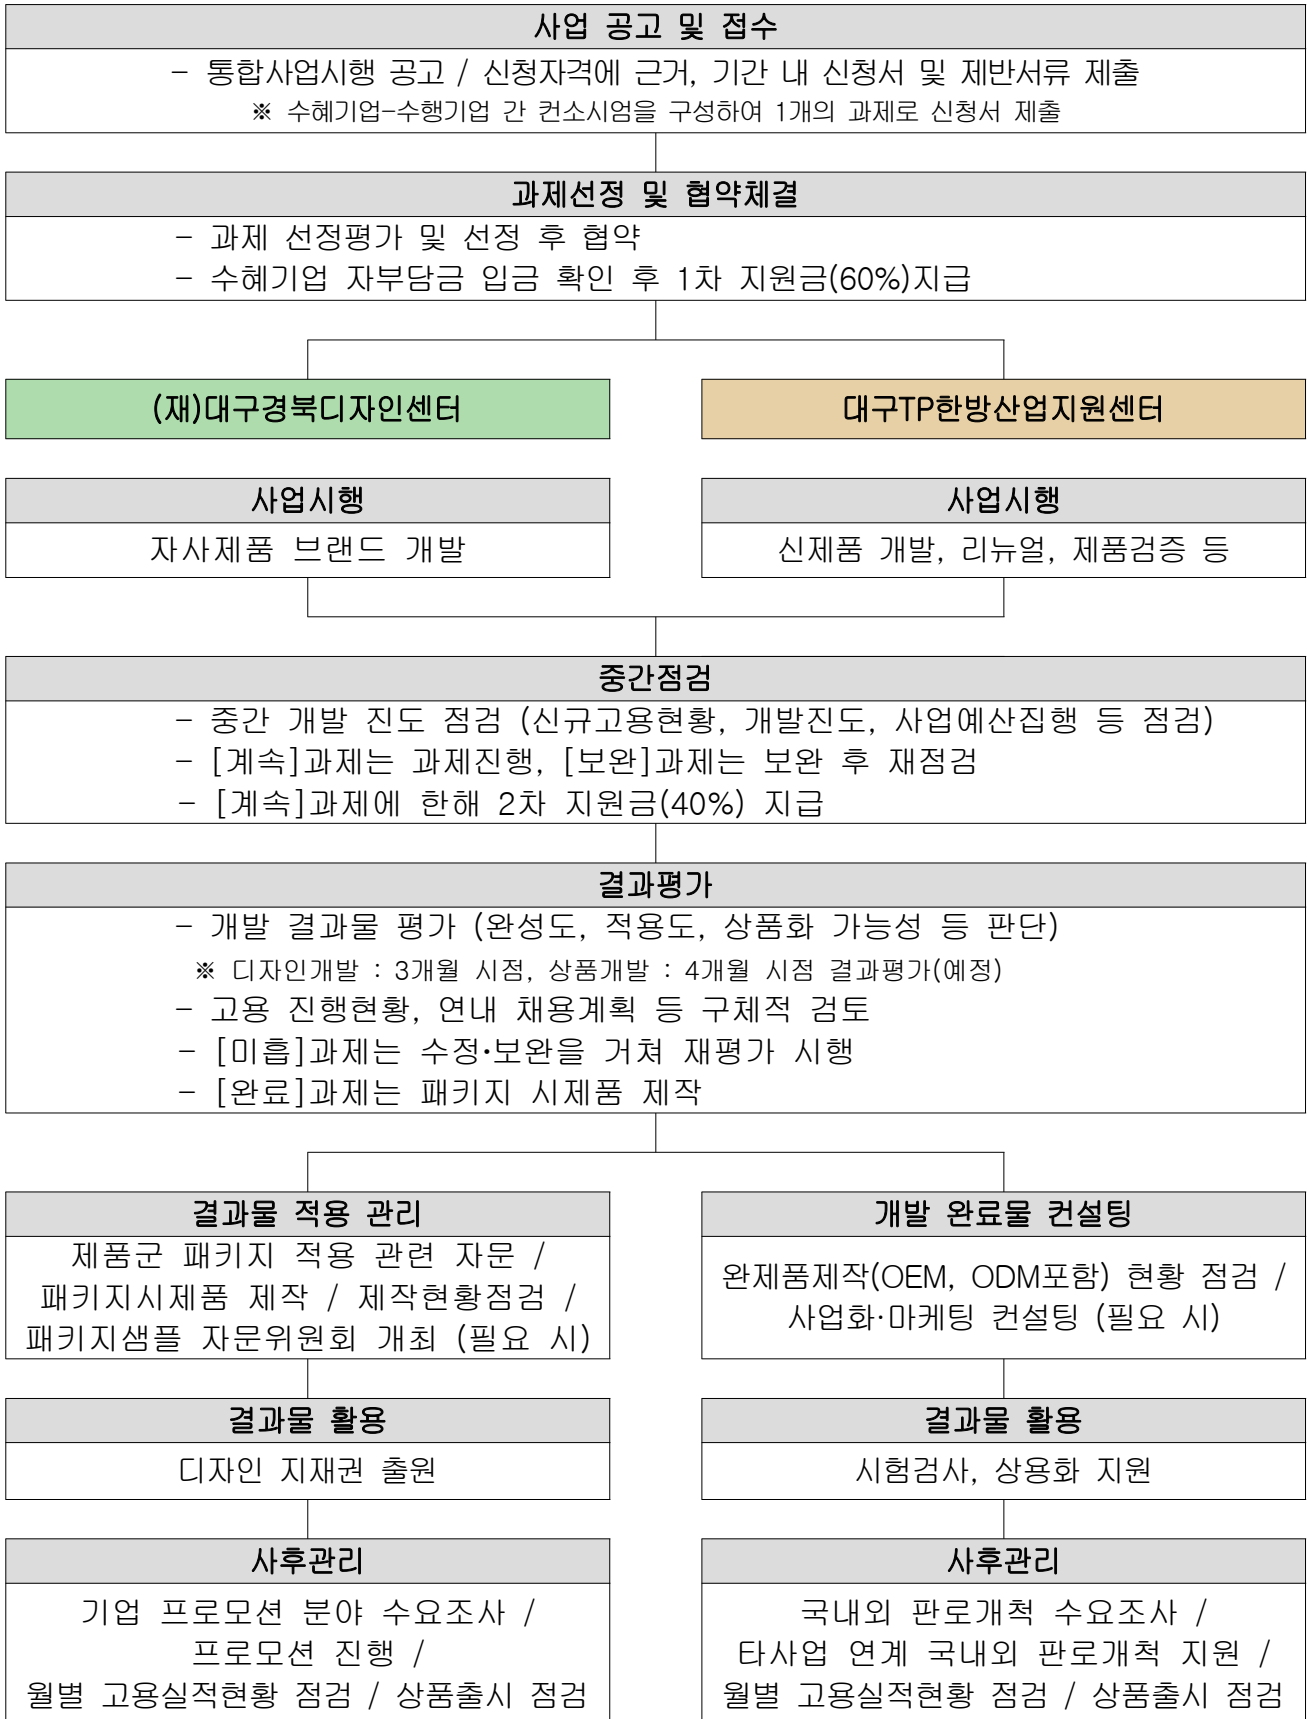 사업 공고 및 접수
- 통합사업시행 공고 / 신청자격에 근거, 기간 내 신청서 및 제반서류 제출
※ 수혜기업-수행기업 간 컨소시엄을 구성하여 1개의 과제로 신청서 제출
과제선정 및 협약체결
- 과제 선정평가 및 선정 후 협약
- 수혜기업 자부담금 입금 확인 후 1차 지원금(60%)지급
(재)대구경북디자인센터
대구TP한방산업지원센터
사업시행
자사제품 브랜드 개발
사업시행
신제품 개발, 리뉴얼, 제품검증 등
중간점검
- 중간 개발 진도 점검 (신규고용현황, 개발진도, 사업예산집행 등 점검)
- [계속]과제는 과제진행, [보완]과제는 보완 후 재점검
- [계속]과제에 한해 2차 지원금(40%) 지급
결과평가
- 개발 결과물 평가 (완성도, 적용도, 상품화 가능성 등 판단)
※ 디자인개발 : 3개월 시점, 상품개발 : 4개월 시점 결과평가(예정)
- 고용 진행현황, 연내 채용계획 등 구체적 검토
- [미흡]과제는 수정·보완을 거쳐 재평가 시행
- [완료]과제는 패키지 시제품 제작
결과물 적용 관리
제품군 패키지 적용 관련 자문 /
패키지시제품 제작 / 제작현황점검 /
패키지샘플 자문위원회 개최 (필요 시)
개발 완료물 컨설팅
완제품제작(OEM, ODM포함) 현황 점검 /
사업화·마케팅 컨설팅 (필요 시)
결과물 활용
디자인 지재권 출원
결과물 활용
시험검사, 상용화 지원
사후관리
기업 프로모션 분야 수요조사 /
프로모션 진행 /
월별 고용실적현황 점검 / 상품출시 점검
사후관리
국내외 판로개척 수요조사 /
타사업 연계 국내외 판로개척 지원 /
월별 고용실적현황 점검 / 상품출시 점검